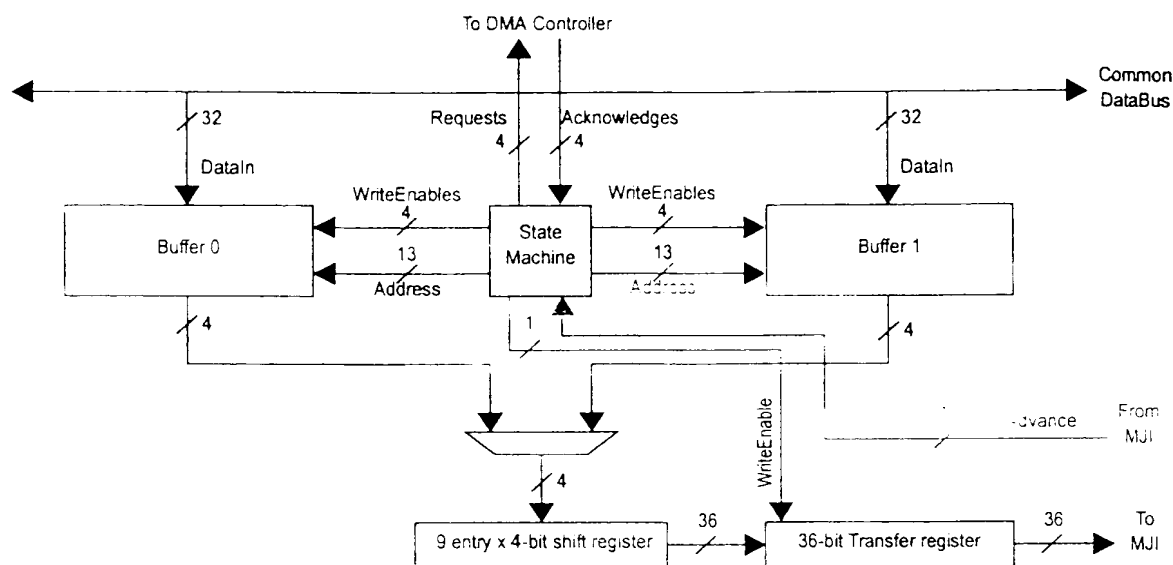 To DMA Controller
Common
DataBus
32
Requests
Acknowledges
32
4
4
DataIn
DataIn
WriteEnables
WriteEnables
4
4
Buffer 0
State
Machine
Buffer 1
13
13
Address
Address
4
1
4
WriteEnable
From
MJI
4
9 entry x 4-bit shift register
36
36-bit Transfer register
36
To
MJI